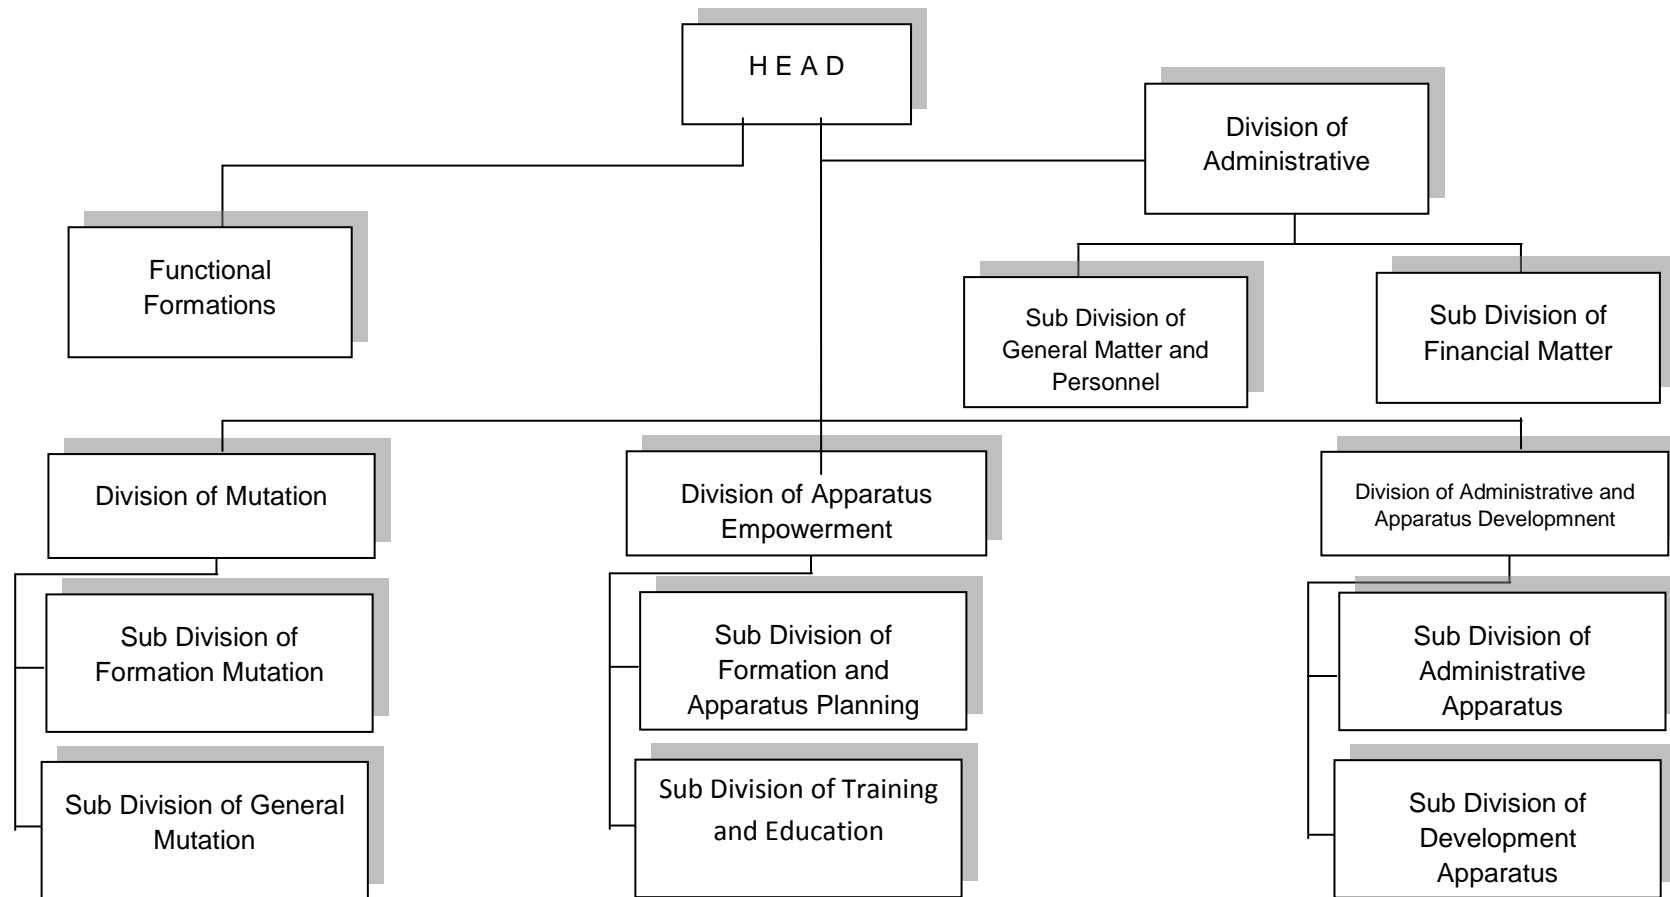 H E A D
Division of
Administrative
Functional
Formations
Sub Division of
General Matter and
Personnel
Sub Division of
Financial Matter
Division of Mutation
Division of Apparatus
Empowerment
Division of Administrative and
Apparatus Developmnent
Sub Division of
Formation Mutation
Sub Division of
Formation and
Apparatus Planning
Sub Division of
Administrative
Apparatus
Sub Division of General
Mutation
Sub Division of Training
and Education
Sub Division of
Development
Apparatus